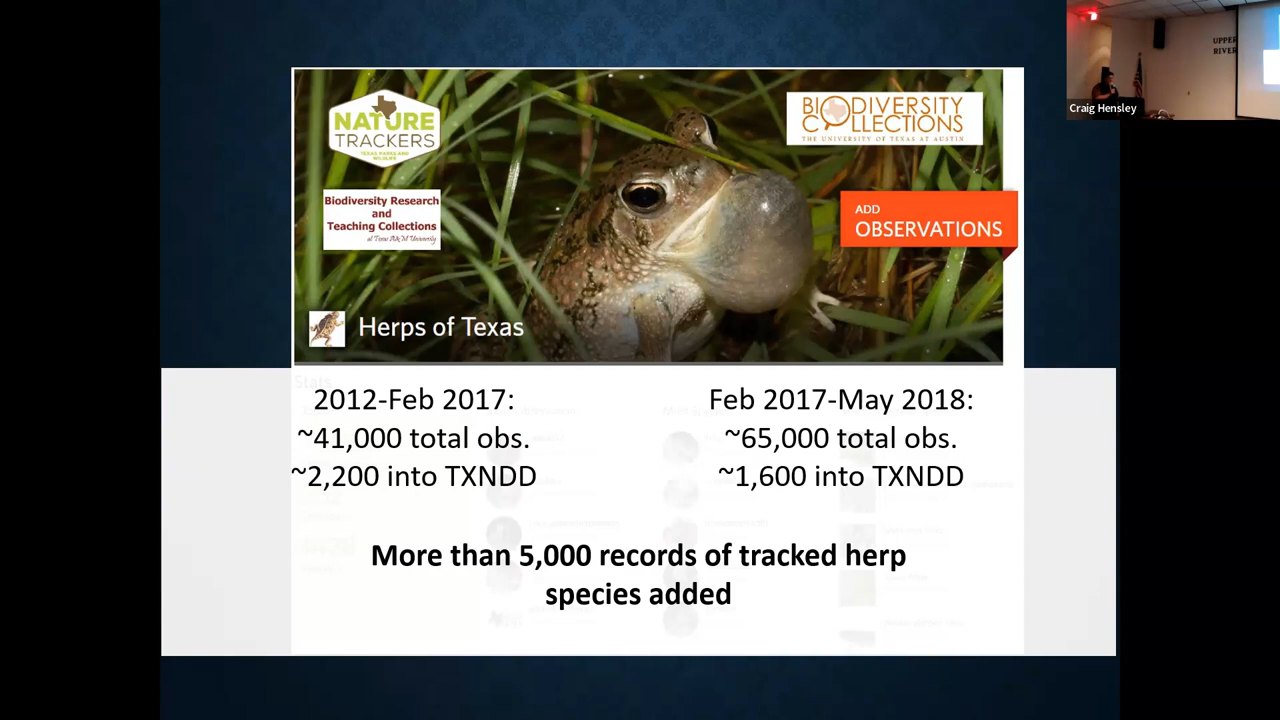 UPPER
RIVER
Craig Hensley
NATURE
TRACKERS
TEXAS PARKS AND
WILDLIFE
BIODIVERSITY
COLLECTIONS
THE UNIVERSITY OF TEXAS AT AUSTIN
Biodiversity Research
and
Teaching Collections
at Texas A&M University
ADD
OBSERVATIONS
Herps of Texas
Stats
2012-Feb 2017:
~41,000 total obs.
~2,200 into TXNDD
Feb 2017-May 2018:
~65,000 total obs.
~1,600 into TXNDD
More than 5,000 records of tracked herp
species added